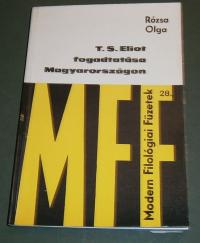 Rózsa
Olga
T. S. Eliot
fogadtatása
Magyarországon
28.
MFF
Modern Filológiai Füzetek